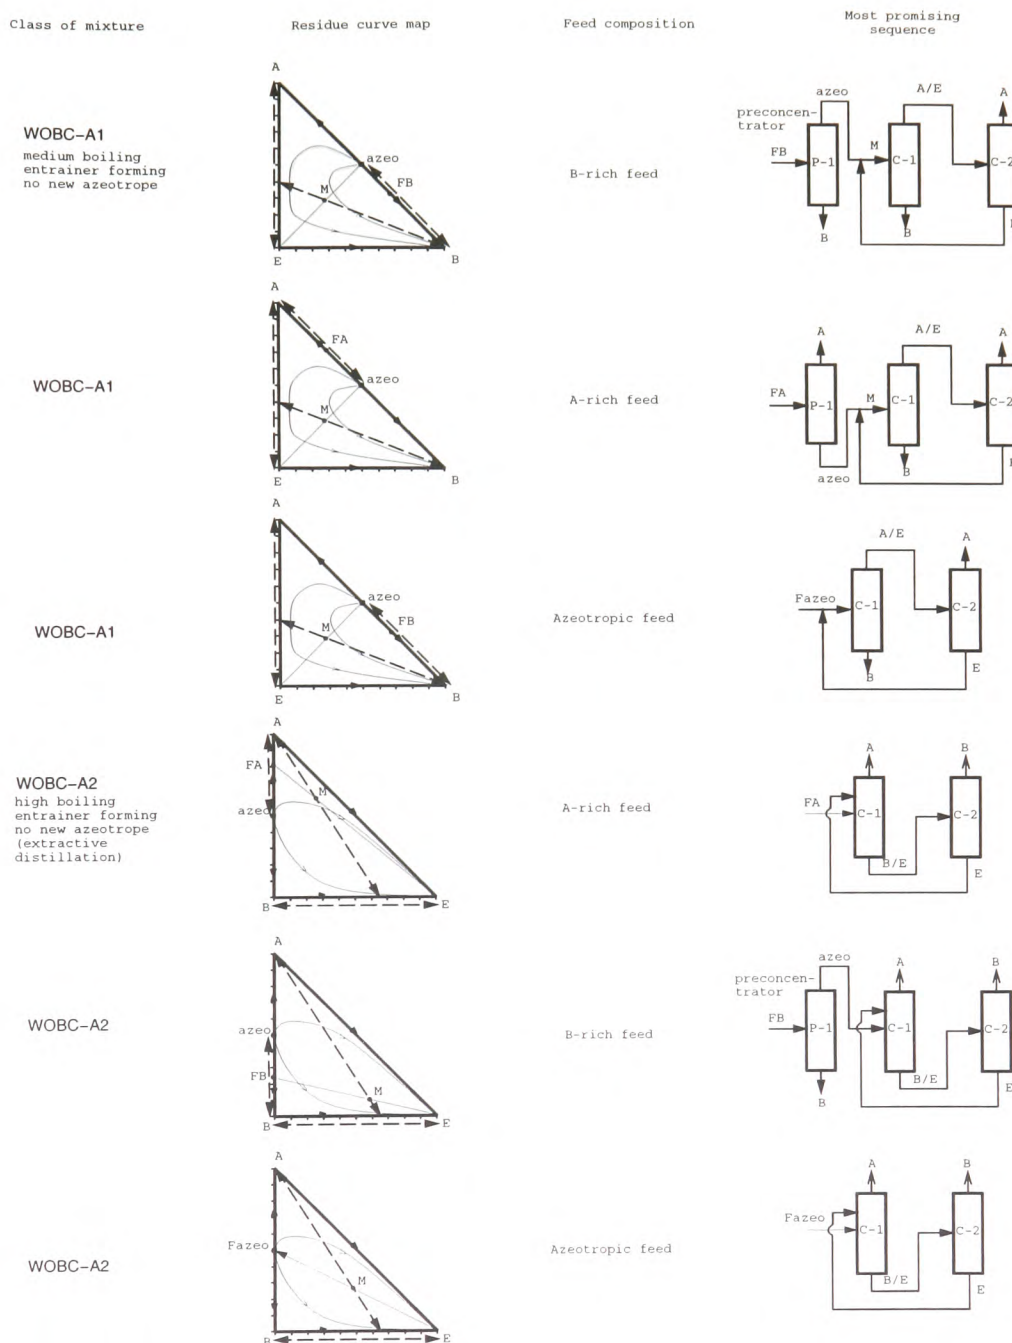 Class of mixture
Residue curve map
Feed composition
Most promising
sequence
WOBC-A1
medium boiling
entrainer forming
no new azeotrope
A
azeo
FB
M
E
B
B-rich feed
azeo
A/E
A
preconcen-
trator
FB
P-1
M
C-1
C-2
B
B
WOBC-A1
A
FA
azeo
M
E
B
A-rich feed
A
A/E
A
FA
P-1
M
C-1
C-2
B
azeo
WOBC-A1
A
azeo
FB
M
E
B
Azeotropic feed
A/E
A
Fazeo
C-1
C-2
B
E
WOBC-A2
high boiling
entrainer forming
no new azeotrope
(extractive
distillation)
A
FA
M
azeo
B
E
A-rich feed
A
B
FA
C-1
C-2
B/E
E
WOBC-A2
A
azeo
FB
M
B
E
B-rich feed
azeo
A
B
preconcen-
trator
FB
P-1
C-1
C-2
B/E
E
B
WOBC-A2
A
Fazeo
M
B
E
Azeotropic feed
A
B
Fazeo
C-1
C-2
B/E
E